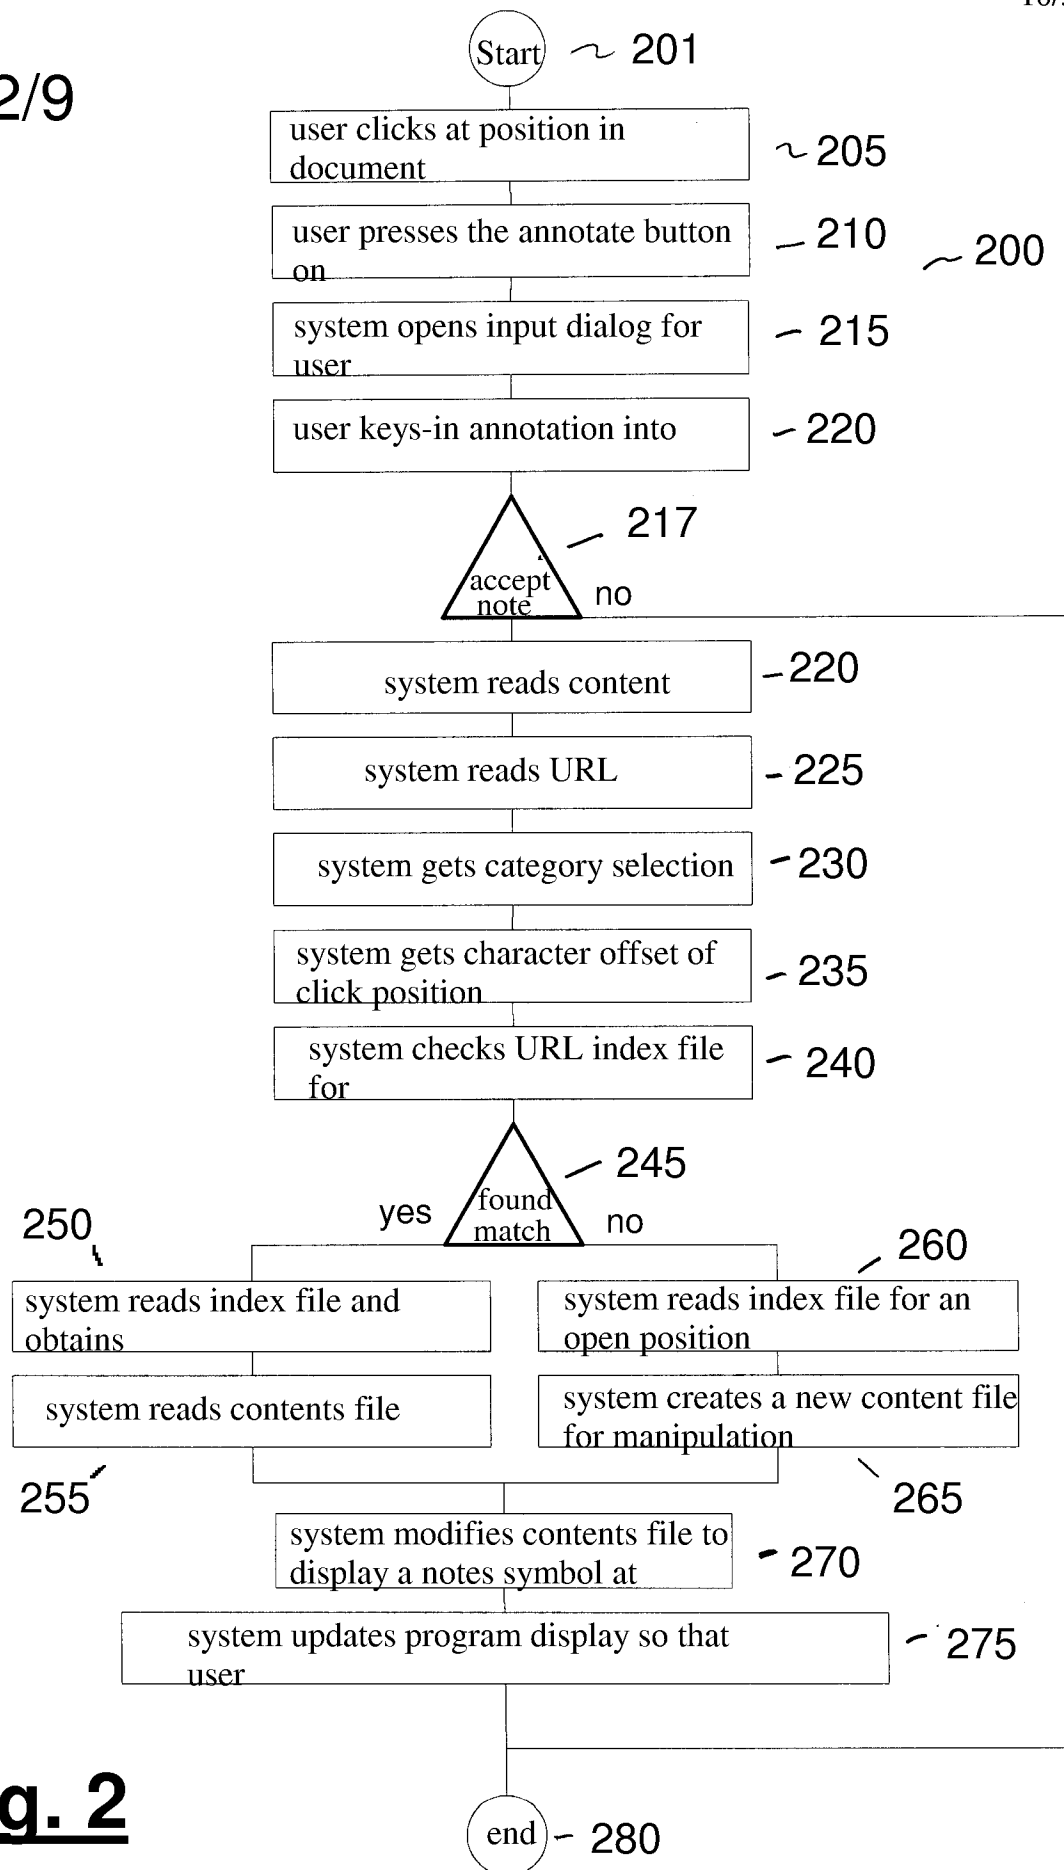 2/9
Start 201
user clicks at position in
document
205
user presses the annotate button
on
210
200
system opens input dialog for
user
215
user keys-in annotation into
220
217
accept
note
no
system reads content
220
system reads URL
225
system gets category selection
230
system gets character offset of
click position
235
system checks URL index file
for
240
245
found
match
yes
no
250
260
system reads index file and
obtains
system reads index file for an
open position
system reads contents file
system creates a new content file
for manipulation
255
265
system modifies contents file to
display a notes symbol at
270
system updates program display so that
user
275
g. 2
end 280